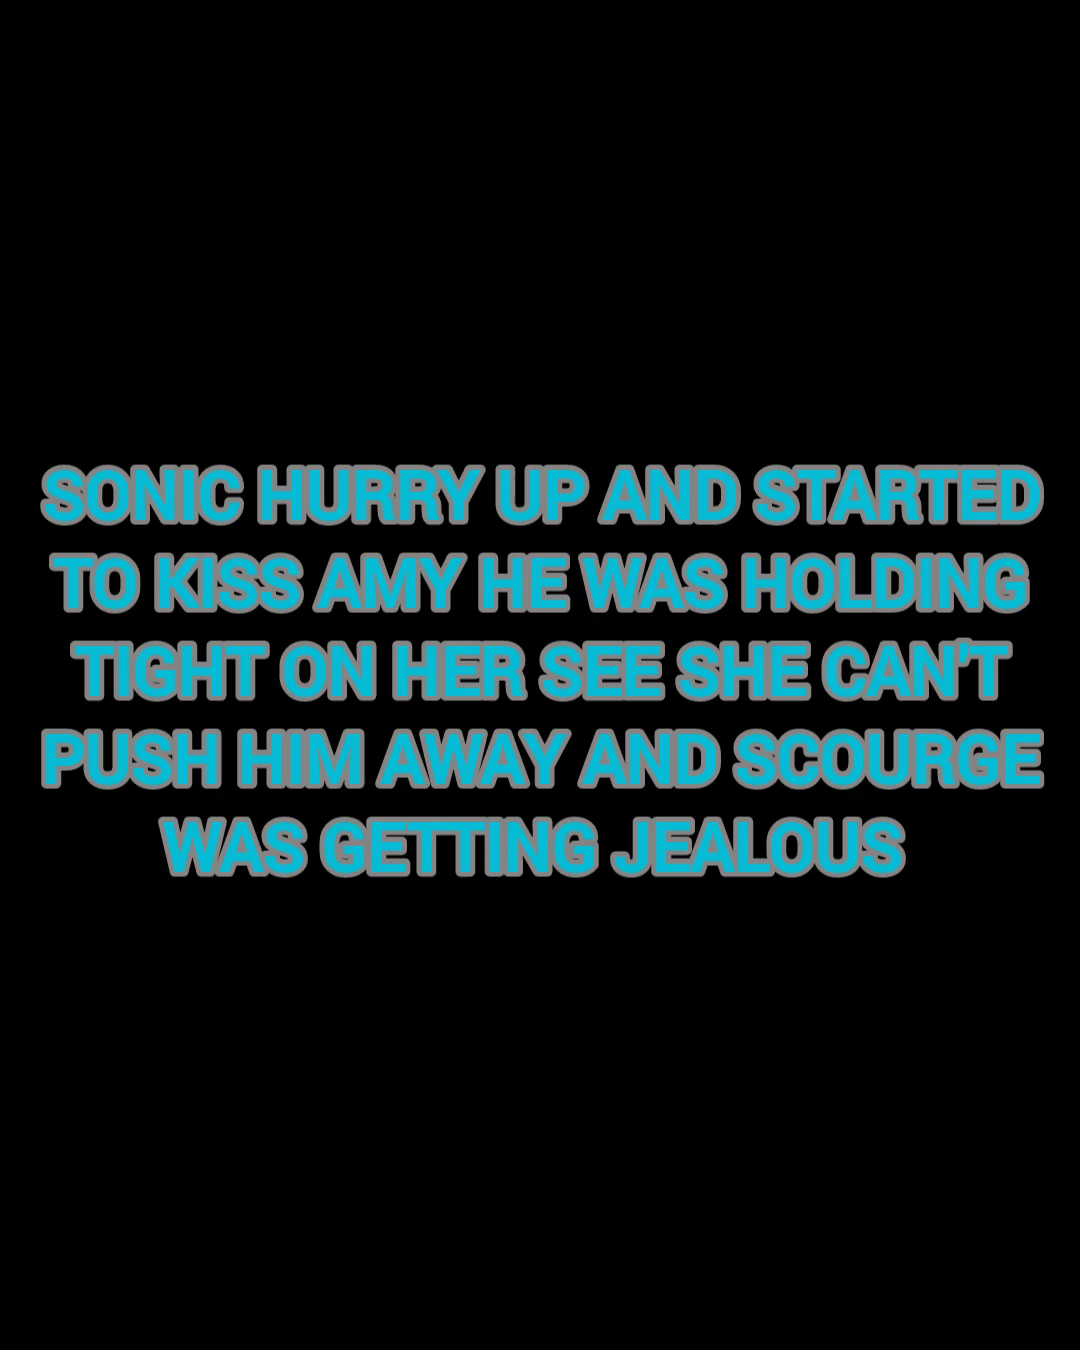 SONIC HURRY UP AND STARTED
TO KISS AMY HE WAS HOLDING
TIGHT ON HER SEE SHE CAN'T
PUSH HIM AWAY AND SCOURGE
WAS GETTING JEALOUS